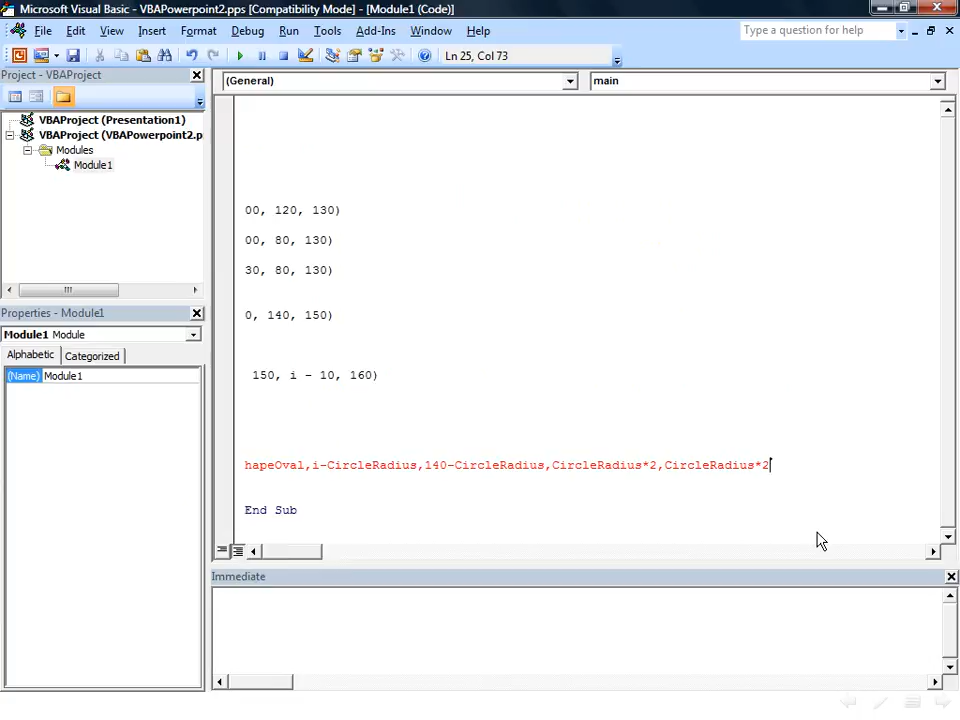 Microsoft Visual Basic - VBAPowerpoint2.pps [Compatibility Mode] - [Module1 (Code)]
File Edit View Insert Format Debug Run Tools Add-Ins Window Help
Type a question for help
Ln 25, Col 73
Project - VBAProject
(General)
main
VBAProject (Presentation1)
VBAProject (VBAPowerpoint2.p
Modules
Module1
00, 120, 130)
00, 80, 130)
30, 80, 130)
0, 140, 150)
150, i - 10, 160)
hapeOval,i-CircleRadius,140-CircleRadius,CircleRadius*2,CircleRadius*2
End Sub
Properties - Module1
Module1 Module
Alphabetic Categorized
(Name) Module1
Immediate